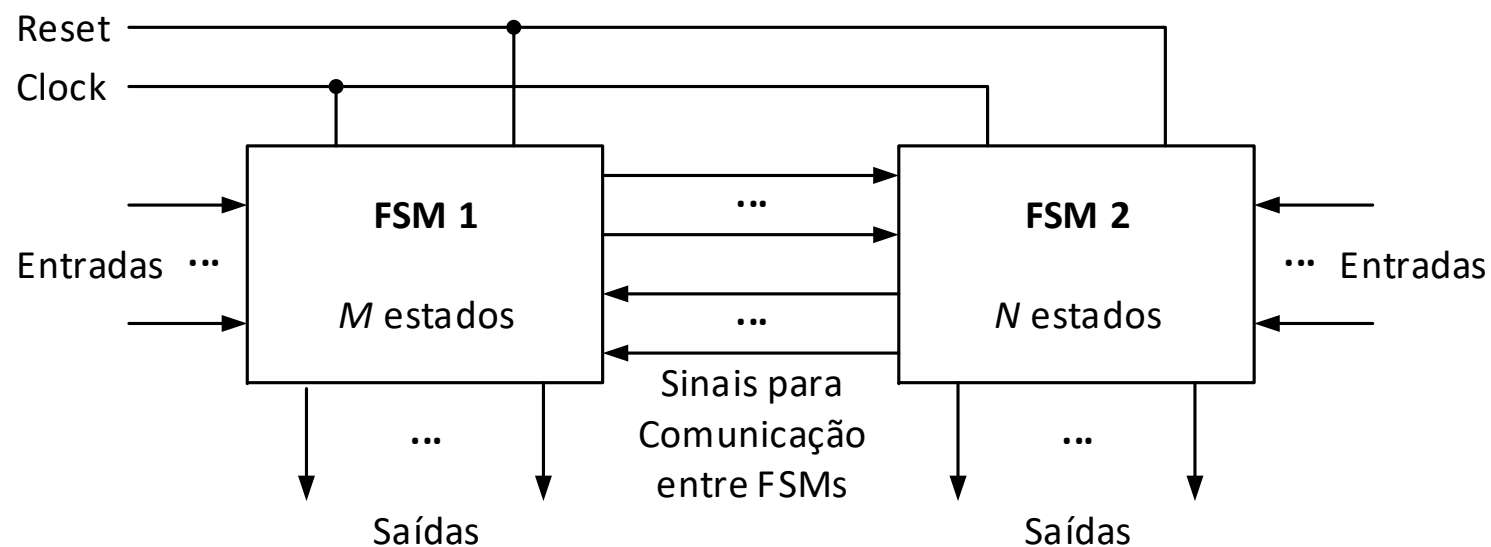 Reset
Clock
FSM 1
...
FSM 2
Entradas ...
... Entradas
M estados
...
N estados
Sinais para
Comunicação
entre FSMs
...
...
Saídas
Saídas